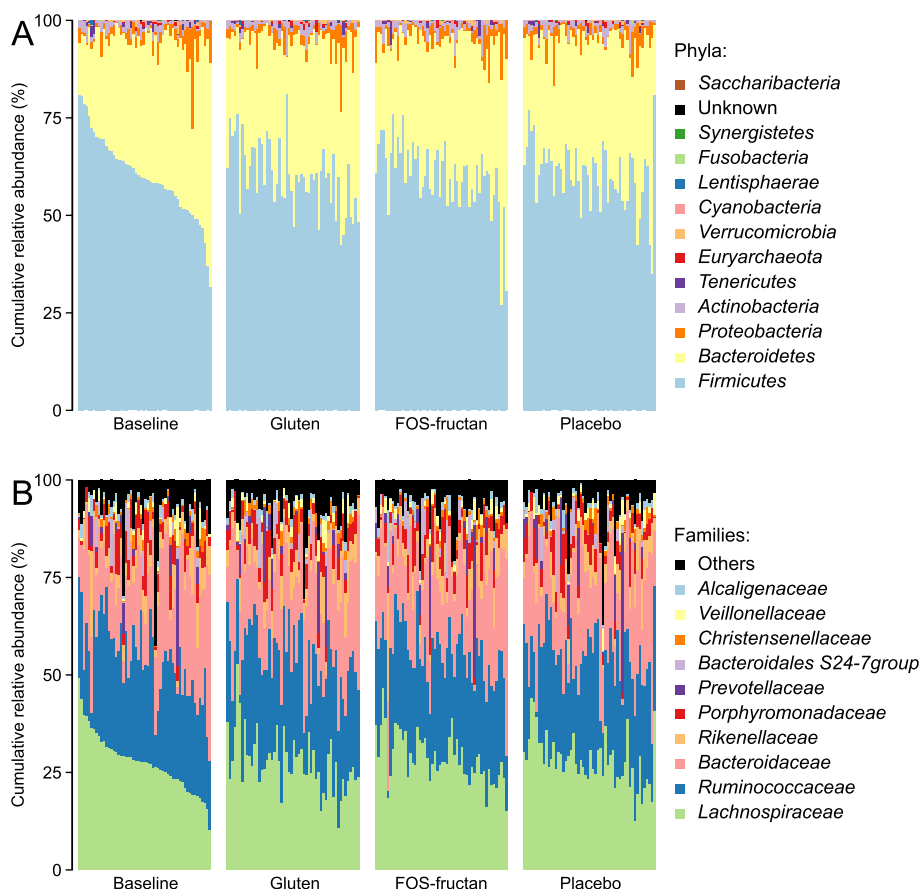 A
Cumulative relative abundance (%)
100
75
50
25
0
Baseline
Gluten
FOS-fructan
Placebo
Phyla:
Saccharibacteria
Unknown
Synergistetes
Fusobacteria
Lentisphaerae
Cyanobacteria
Verrucomicrobia
Euryarchaeota
Tenericutes
Actinobacteria
Proteobacteria
Bacteroidetes
Firmicutes
B
Cumulative relative abundance (%)
100
75
50
25
0
Baseline
Gluten
FOS-fructan
Placebo
Families:
Others
Alcaligenaceae
Veillonellaceae
Christensenellaceae
Bacteroidales S24-7group
Prevotellaceae
Porphyromonadaceae
Rikenellaceae
Bacteroidaceae
Ruminococcaceae
Lachnospiraceae